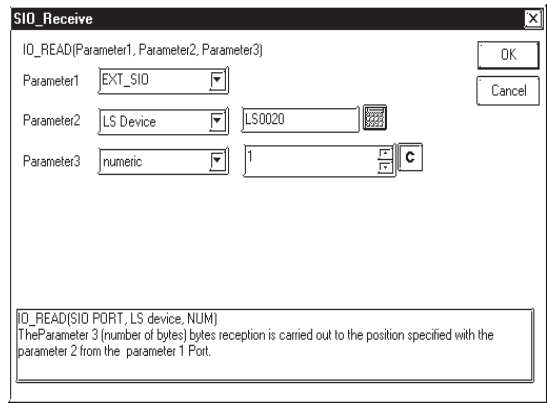 SIO_Receive
IO_READ(Parameter1, Parameter2, Parameter3)
OK
Parameter1 EXT_SIO
Cancel
Parameter2 LS Device LS0020
Parameter3 numeric 1 C
IO_READ(SIO PORT, LS device, NUM)
TheParameter 3 (number of bytes) bytes reception is carried out to the position specified with the
parameter 2 from the parameter 1 Port.